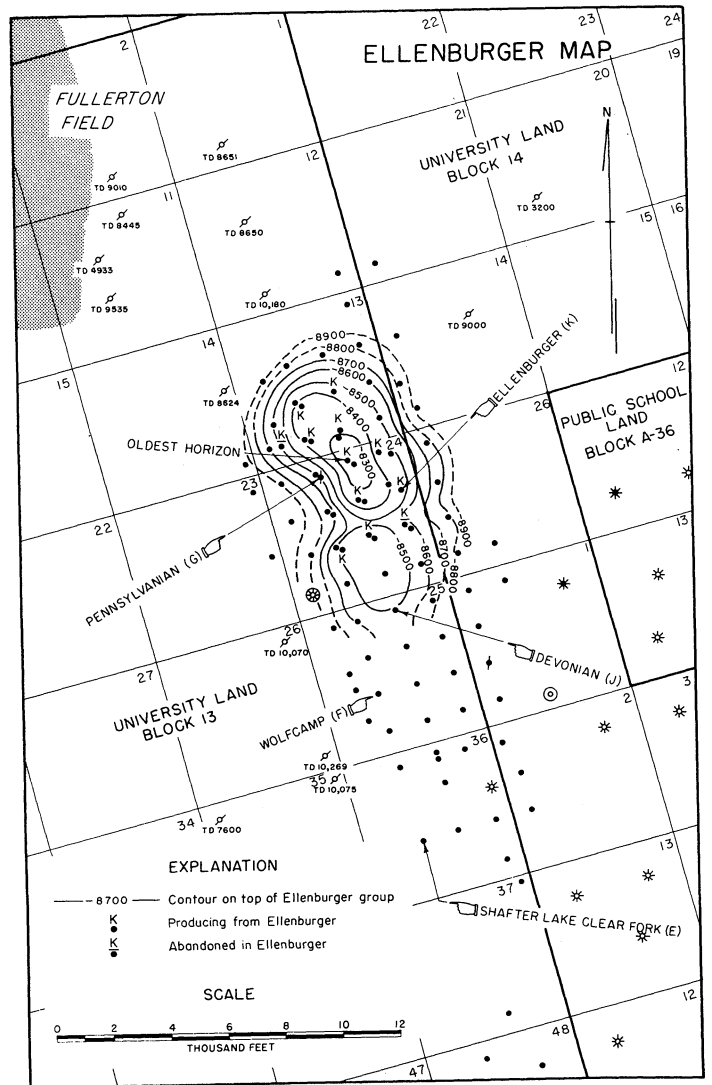 ELLENBURGER MAP
1
2
22
23
24
19
20
21
FULLERTON
FIELD
UNIVERSITY LAND
BLOCK 14
N
TD 8651
12
TD 9010
11
TD 3200
15
16
TD 8445
TD 8650
14
TD 4933
TD 9535
TD 10,180
13
14
TD 9000
15
8900
8800
8700
8600
8500
8400
8300
ELLENBURGER (K)
12
26
PUBLIC SCHOOL
LAND
BLOCK A-36
TD 8624
K
K
K
K
K
K
K
K
K
K
K
K
K
OLDEST HORIZON
24
23
22
13
8900
8800
8700
8600
8500
1
PENNSYLVANIAN (G)
25
26
TD 10,070
27
DEVONIAN (J)
2
3
UNIVERSITY LAND
BLOCK 13
WOLFCAMP (F)
36
TD 10,269
35
TD 10,075
34
TD 7600
13
EXPLANATION
8700 Contour on top of Ellenburger group
K Producing from Ellenburger
K Abandoned in Ellenburger
37
SHAFTER LAKE CLEAR FORK (E)
12
SCALE
0 2 4 6 8 10 12
THOUSAND FEET
48
47